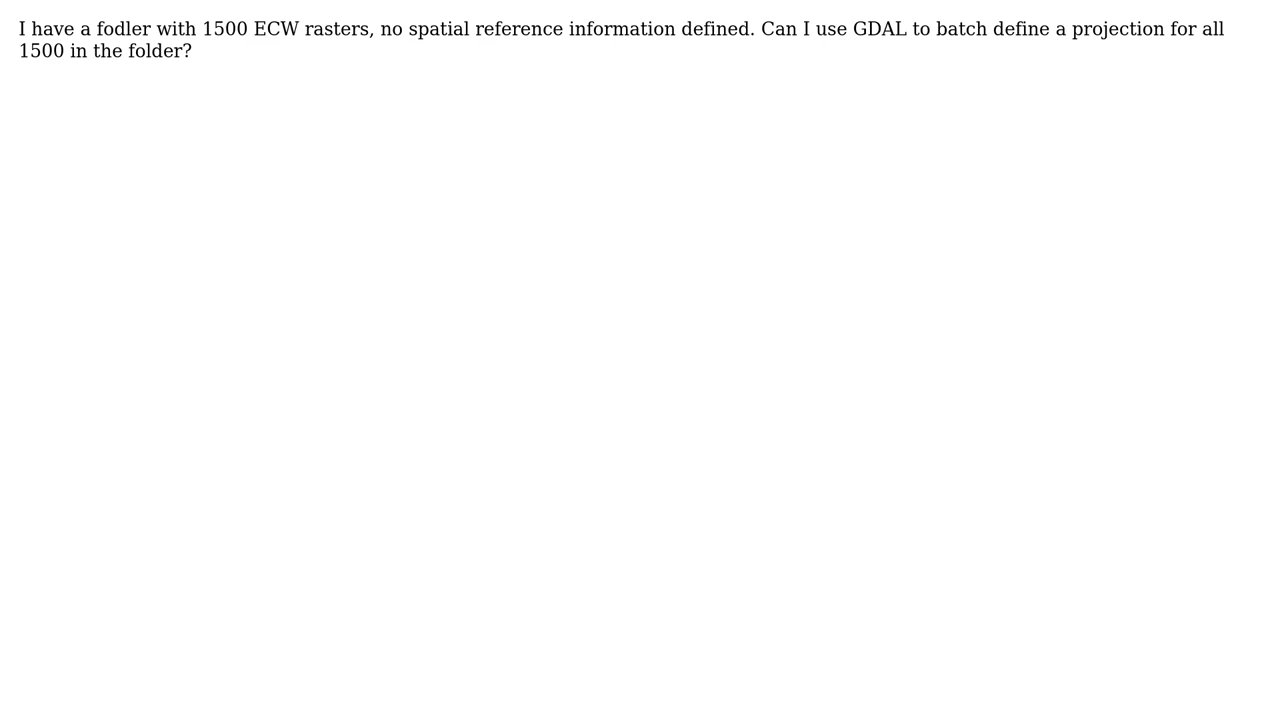 I have a fodler with 1500 ECW rasters, no spatial reference information defined. Can I use GDAL to batch define a projection for all
1500 in the folder?